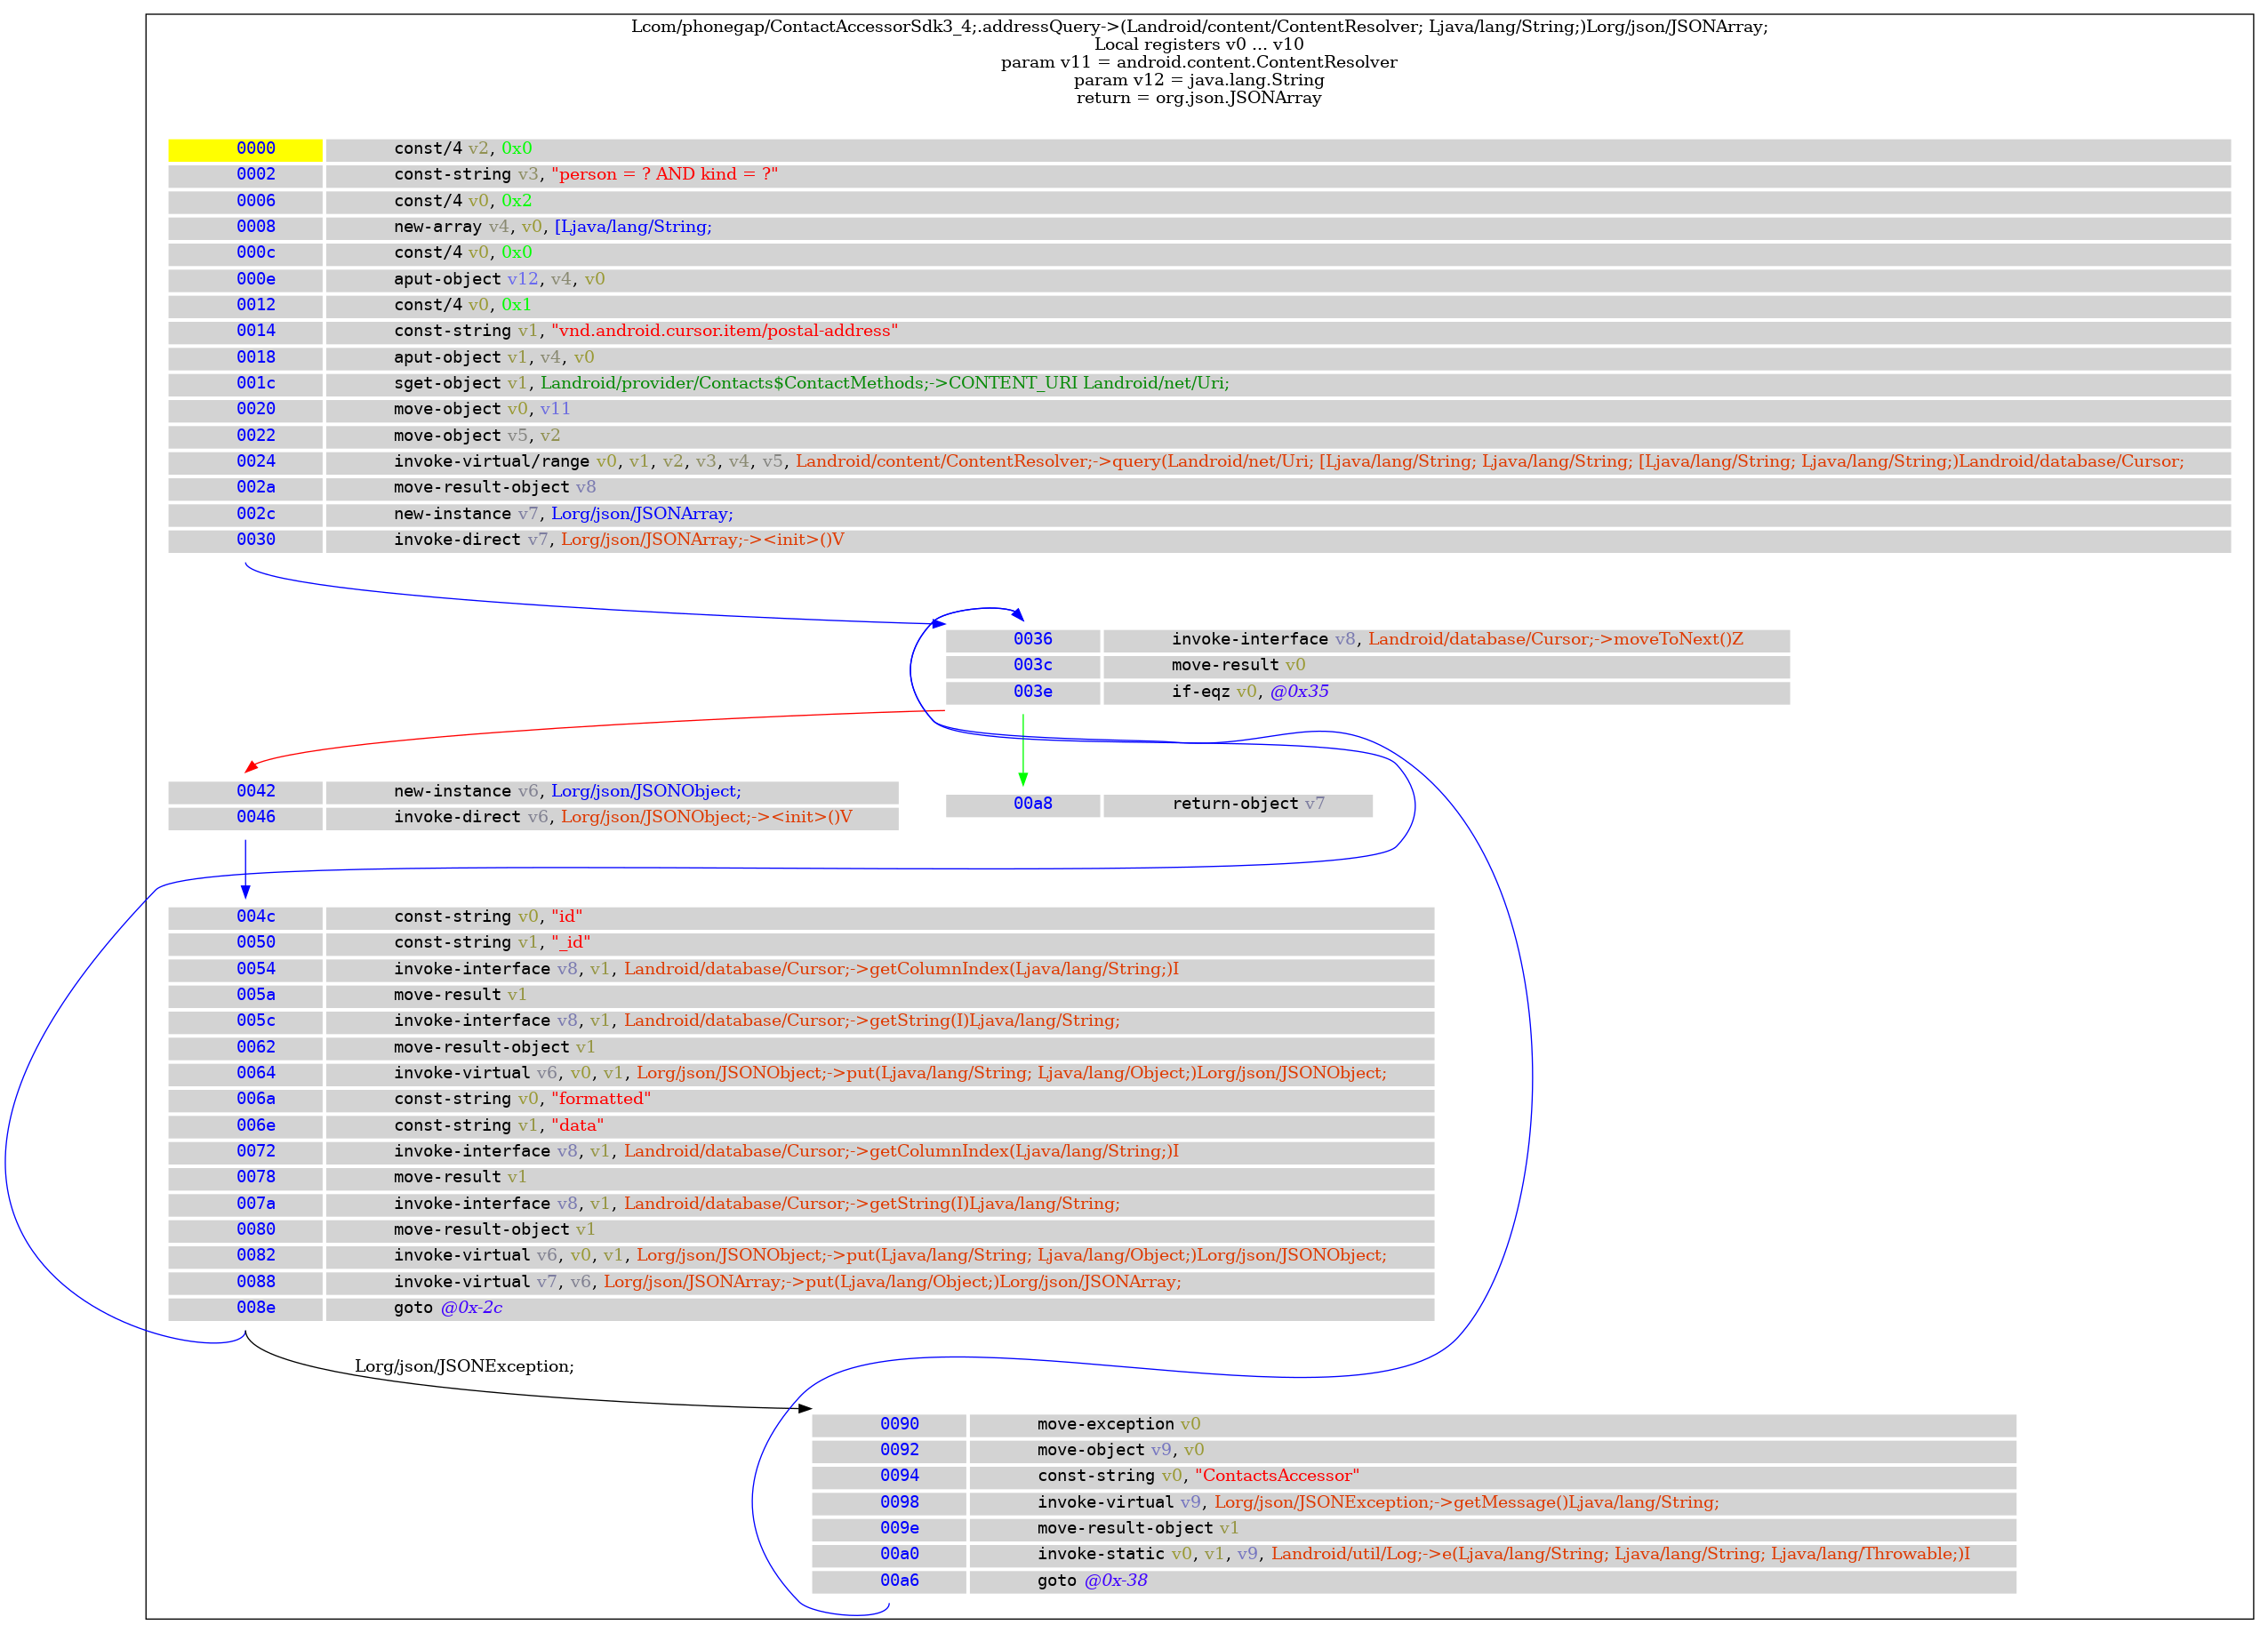 Lcom/phonegap/ContactAccessorSdk3_4;.addressQuery->(Landroid/content/ContentResolver; Ljava/lang/String;)Lorg/json/JSONArray;
Local registers v0 ... v10
param v11 = android.content.ContentResolver
param v12 = java.lang.String
return = org.json.JSONArray
0000 const/4 v2, 0x0
0002 const-string v3, "person = ? AND kind = ?"
0006 const/4 v0, 0x2
0008 new-array v4, v0, [Ljava/lang/String;
000c const/4 v0, 0x0
000e aput-object v12, v4, v0
0012 const/4 v0, 0x1
0014 const-string v1, "vnd.android.cursor.item/postal-address"
0018 aput-object v1, v4, v0
001c sget-object v1, Landroid/provider/Contacts$ContactMethods;->CONTENT_URI Landroid/net/Uri;
0020 move-object v0, v11
0022 move-object v5, v2
0024 invoke-virtual/range v0, v1, v2, v3, v4, v5, Landroid/content/ContentResolver;->query(Landroid/net/Uri; [Ljava/lang/String; Ljava/lang/String; [Ljava/lang/String; Ljava/lang/String;)Landroid/database/Cursor;
002a move-result-object v8
002c new-instance v7, Lorg/json/JSONArray;
0030 invoke-direct v7, Lorg/json/JSONArray;-><init>()V
0036 invoke-interface v8, Landroid/database/Cursor;->moveToNext()Z
003c move-result v0
003e if-eqz v0, @0x35
0042 new-instance v6, Lorg/json/JSONObject;
0046 invoke-direct v6, Lorg/json/JSONObject;-><init>()V
00a8 return-object v7
004c const-string v0, "id"
0050 const-string v1, "_id"
0054 invoke-interface v8, v1, Landroid/database/Cursor;->getColumnIndex(Ljava/lang/String;)I
005a move-result v1
005c invoke-interface v8, v1, Landroid/database/Cursor;->getString(I)Ljava/lang/String;
0062 move-result-object v1
0064 invoke-virtual v6, v0, v1, Lorg/json/JSONObject;->put(Ljava/lang/String; Ljava/lang/Object;)Lorg/json/JSONObject;
006a const-string v0, "formatted"
006e const-string v1, "data"
0072 invoke-interface v8, v1, Landroid/database/Cursor;->getColumnIndex(Ljava/lang/String;)I
0078 move-result v1
007a invoke-interface v8, v1, Landroid/database/Cursor;->getString(I)Ljava/lang/String;
0080 move-result-object v1
0082 invoke-virtual v6, v0, v1, Lorg/json/JSONObject;->put(Ljava/lang/String; Ljava/lang/Object;)Lorg/json/JSONObject;
0088 invoke-virtual v7, v6, Lorg/json/JSONArray;->put(Ljava/lang/Object;)Lorg/json/JSONArray;
008e goto @0x-2c
Lorg/json/JSONException;
0090 move-exception v0
0092 move-object v9, v0
0094 const-string v0, "ContactsAccessor"
0098 invoke-virtual v9, Lorg/json/JSONException;->getMessage()Ljava/lang/String;
009e move-result-object v1
00a0 invoke-static v0, v1, v9, Landroid/util/Log;->e(Ljava/lang/String; Ljava/lang/String; Ljava/lang/Throwable;)I
00a6 goto @0x-38